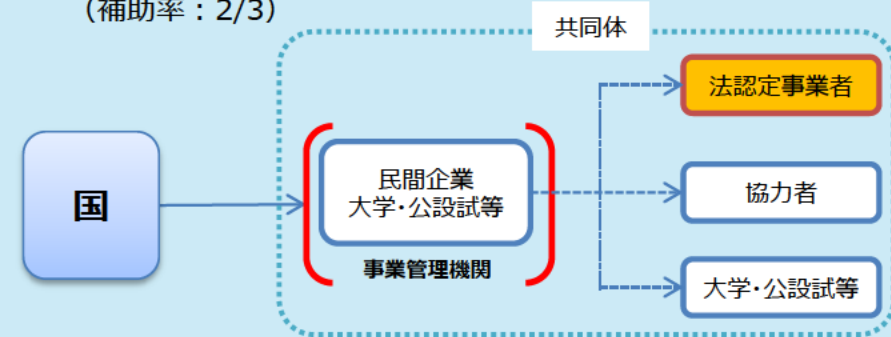 （補助率：2/3）
共同体
法認定事業者
国
民間企業
大学・公設試等
協力者
事業管理機関
大学・公設試等